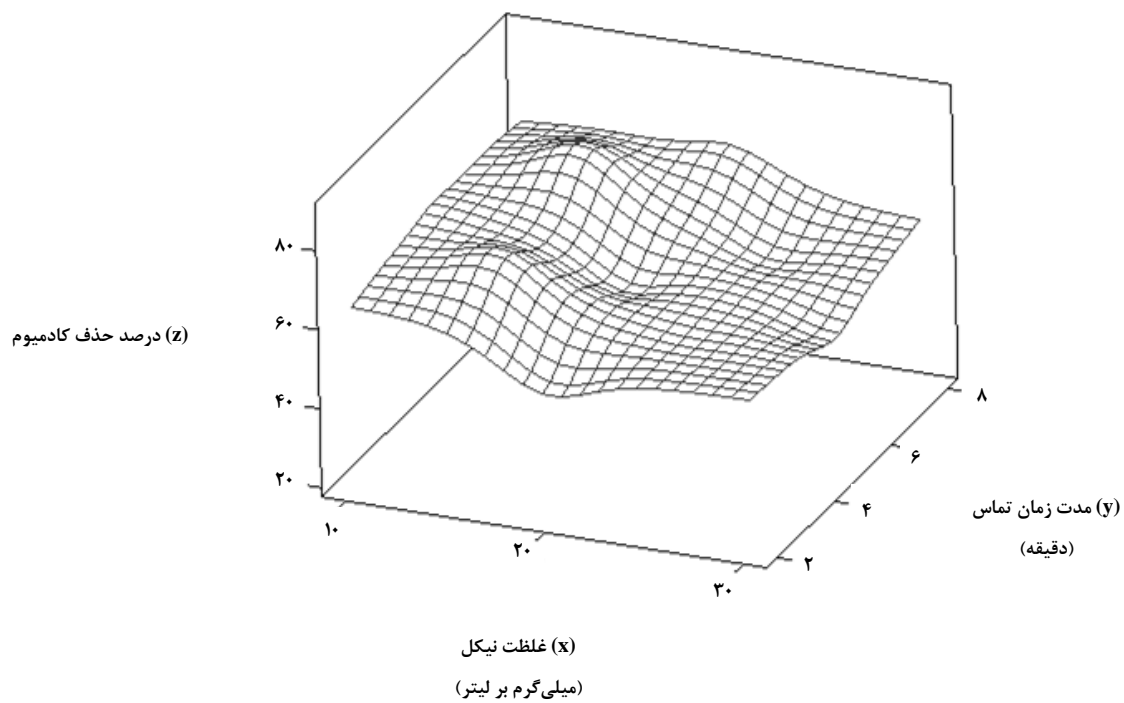 ۸۰
۶۰
۴۰
۲۰
(z) درصد حذف کادمیوم
۱۰
۲۰
۳۰
(x) غلظت نیکل
(میلی‌گرم بر لیتر)
۸
۶
۴
۲
(y) مدت زمان تماس
(دقیقه)